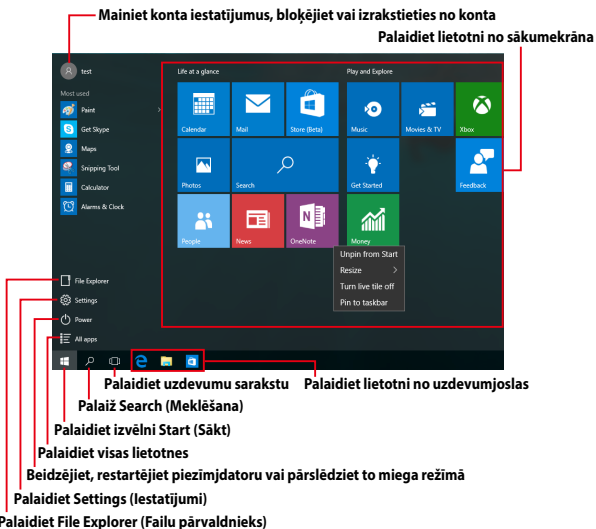 Mainiet konta iestatījumus, bloķējiet vai izrakstieties no konta
Palaidiet lietotni no sākumekrāna
test
Life at a glance
Play and Explore
Most used
Paint
Get Skype
Maps
Snipping Tool
Calculator
Alarms & Clock
Calendar
Mail
Store (Beta)
Music
Movies & TV
Xbox
Photos
Search
Get Started
Feedback
People
News
OneNote
Money
Unpin from Start
Resize
Turn live tile off
Pin to taskbar
File Explorer
Settings
Power
All apps
Palaidiet uzdevumu sarakstu
Palaidiet lietotni no uzdevumjoslas
Palaiž Search (Meklēšana)
Palaidiet izvēlni Start (Sākt)
Palaidiet visas lietotnes
Beidzējiet, restartējiet piezīmjdatoru vai pārslēdziet to miega režīmā
Palaidiet Settings (Iestatījumi)
Palaidiet File Explorer (Failu pārvaldnieks)